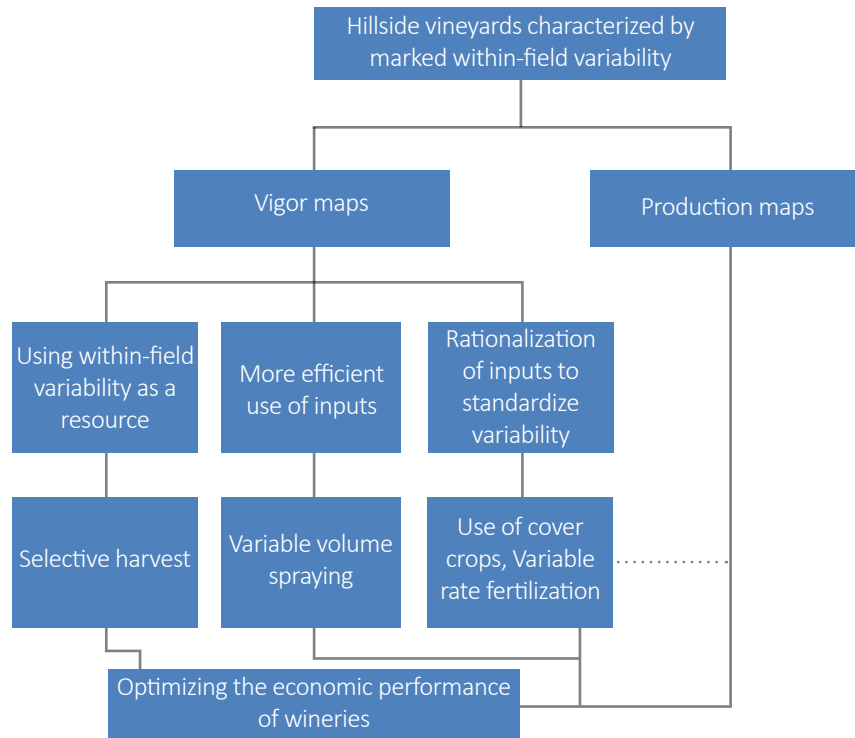 Hillside vineyards characterized by
marked within-field variability
Vigor maps
Production maps
Using within-field
variability as a
resource
More efficient
use of inputs
Rationalization
of inputs to
standardize
variability
Selective harvest
Variable volume
spraying
Use of cover
crops, Variable
rate fertilization
Optimizing the economic performance
of wineries